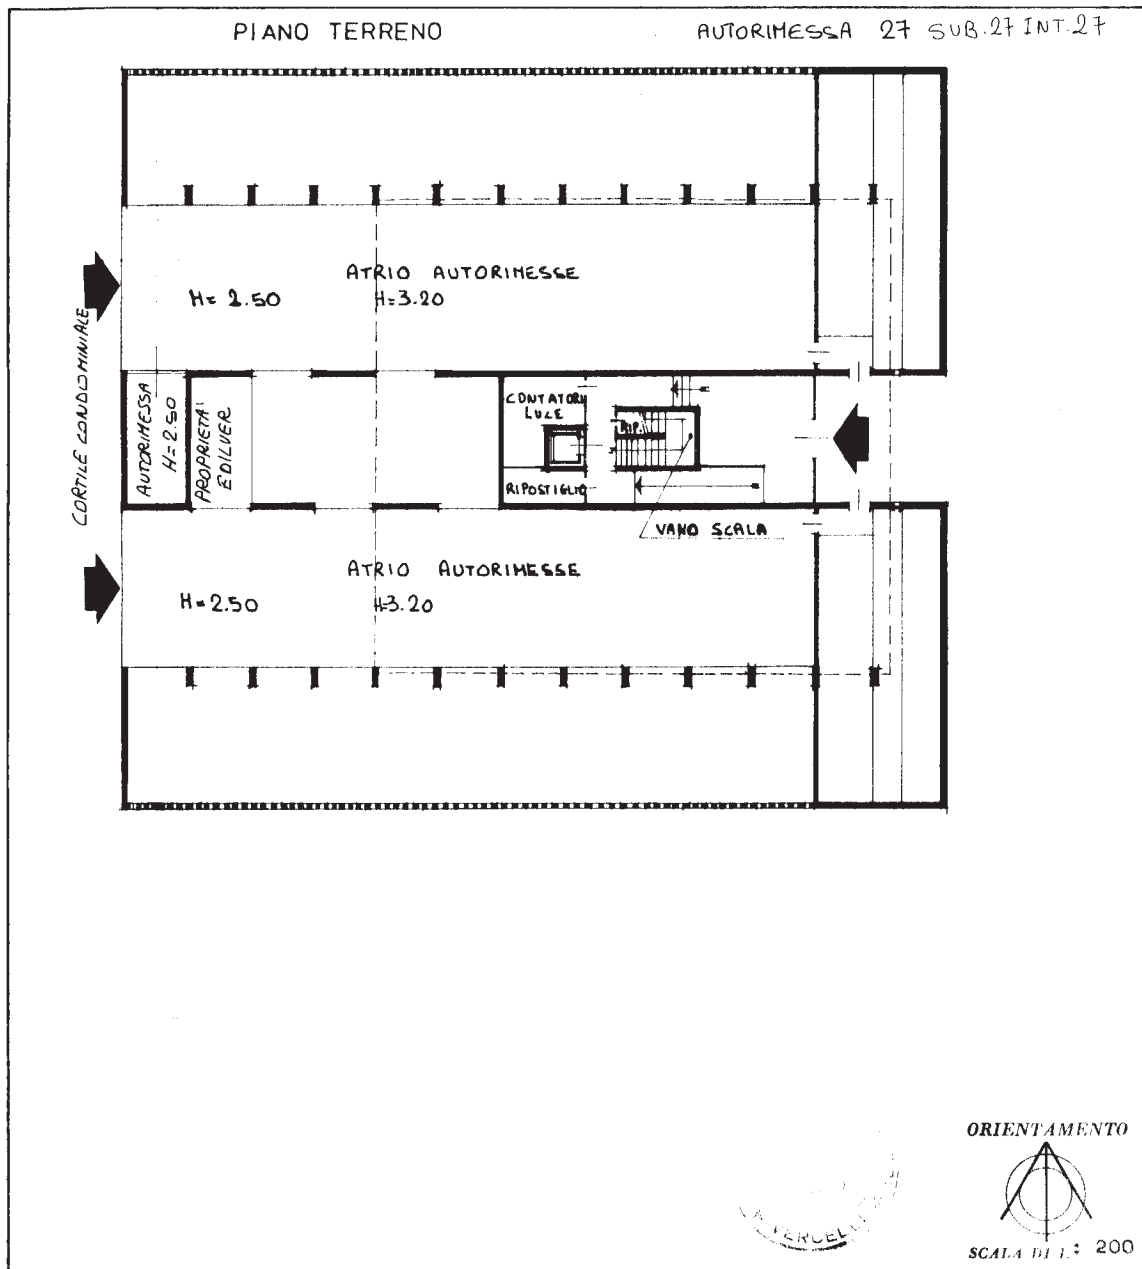 PIANO TERRENO
AUTORIMESSA 27 SUB.27 INT.27
ATRIO AUTORIMESSE
H= 2.50
H=3.20
CORTILE CONDOMINIALE
AUTORIMESSA
H=2.50
PROPRIETA'
EDILVER
CONTATORI
LUCE
RIP.
RIPOSTIGLIO
VANO SCALA
ATRIO AUTORIMESSE
H=2.50
H=3.20
ORIENTAMENTO
SCALA DI 1: 200